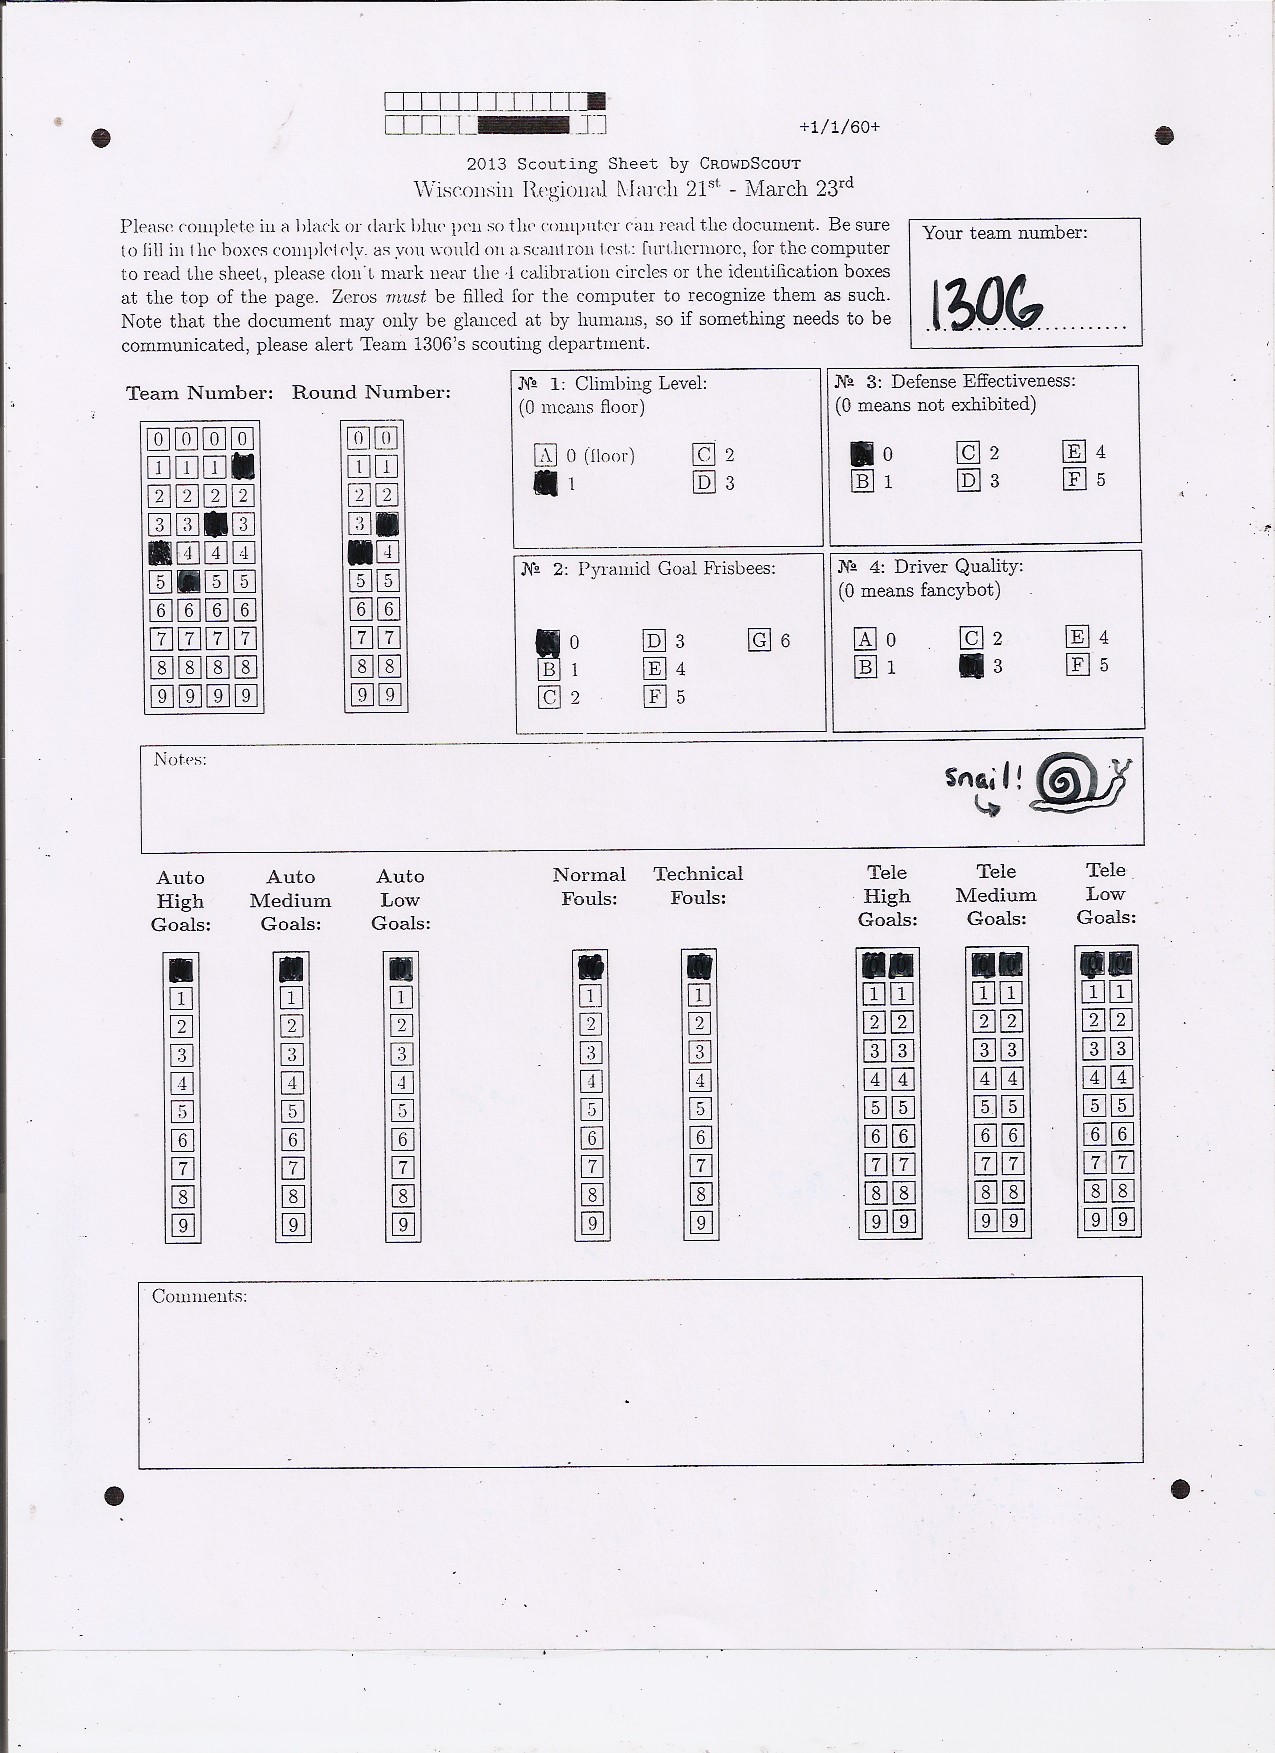 +1/1/60+
2013 Scouting Sheet by CROWDSCOUT
Wisconsin Regional March 21st - March 23rd
Please complete in a black or dark blue pen so the computer can read the document. Be sure
to fill in the boxes completely, as you would on a scantron test; furthermore, for the computer
to read the sheet, please don't mark near the 4 calibration circles or the identification boxes
at the top of the page. Zeros must be filled for the computer to recognize them as such.
Note that the document may only be glanced at by humans, so if something needs to be
communicated, please alert Team 1306's scouting department.
Your team number:
1306
Team Number: Round Number:
0 0 0 0 0 0
1 1 1 1 1
2 2 2 2 2 2
3 3 3 3
4 4 4 4
5 5 5 5 5
6 6 6 6 6 6
7 7 7 7 7 7
8 8 8 8 8 8
9 9 9 9 9 9
№ 1: Climbing Level:
(0 means floor)
A 0 (floor) C 2
1 D 3
№ 3: Defense Effectiveness:
(0 means not exhibited)
0 C 2 E 4
B 1 D 3 F 5
№ 2: Pyramid Goal Frisbees:
0 D 3 G 6
B 1 E 4
C 2 F 5
№ 4: Driver Quality:
(0 means fancybot)
A 0 C 2 E 4
B 1 3 F 5
Notes:
snail!
Auto High Goals:
Auto Medium Goals:
Auto Low Goals:
Normal Fouls:
Technical Fouls:
Tele High Goals:
Tele Medium Goals:
Tele Low Goals:
0 0 0 0 0
1 1 1 1 1 1 1 1 1 1 1
2 2 2 2 2 2 2 2 2 2 2
3 3 3 3 3 3 3 3 3 3 3
4 4 4 4 4 4 4 4 4 4 4
5 5 5 5 5 5 5 5 5 5 5
6 6 6 6 6 6 6 6 6 6 6
7 7 7 7 7 7 7 7 7 7 7
8 8 8 8 8 8 8 8 8 8 8
9 9 9 9 9 9 9 9 9 9 9
Comments: